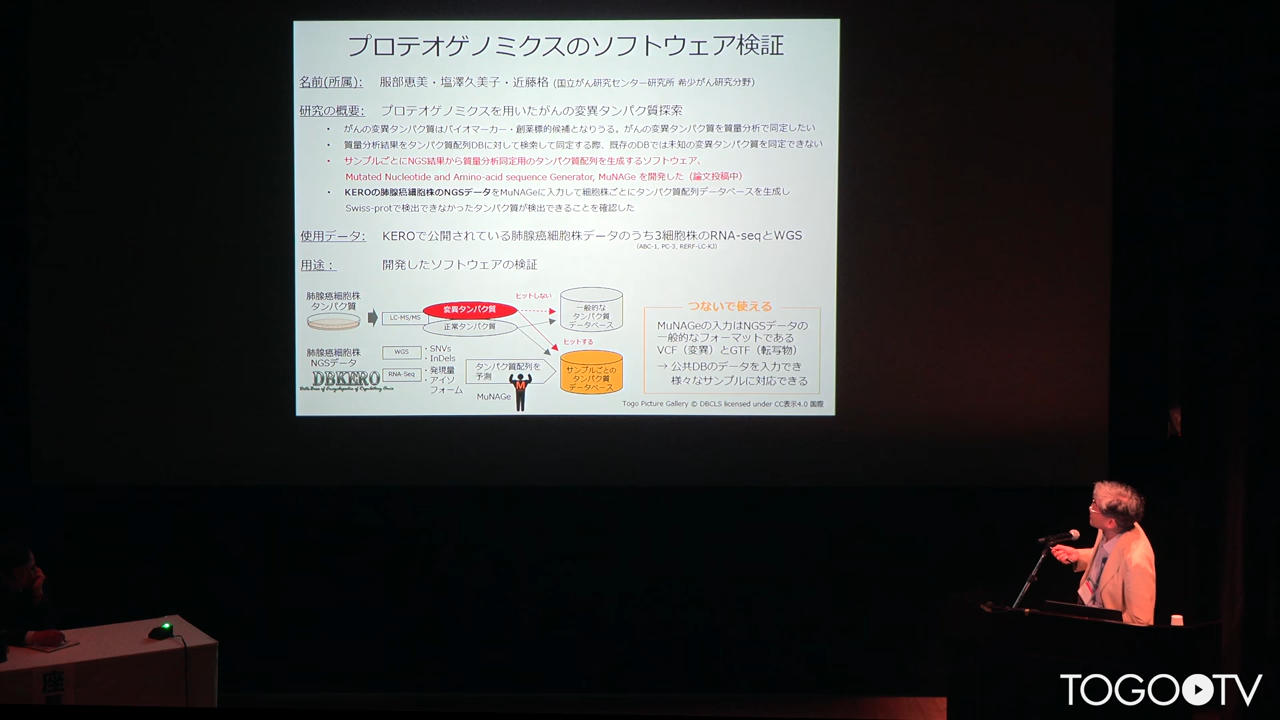 プロテオゲノミクスのソフトウェア検証
名前(所属): 服部恵美・塩澤久美子・近藤格 (国立がん研究センター研究所 希少がん研究分野)
研究の概要: プロテオゲノミクスを用いたがんの変異タンパク質探索
・ がんの変異タンパク質はバイオマーカー・創薬標的候補となりうる。がんの変異タンパク質を質量分析で同定したい
・ 質量分析結果をタンパク質配列DBに対して検索して同定する際、既存のDBでは未知の変異タンパク質を同定できない
・ サンプルごとにNGS結果から質量分析同定用のタンパク質配列を生成するソフトウェア、
Mutated Nucleotide and Amino-acid sequence Generator, MuNAGe を開発した（論文投稿中）
・ KEROの肺腺癌細胞株のNGSデータをMuNAGeに入力して細胞株ごとにタンパク質配列データベースを生成し
Swiss-protで検出できなかったタンパク質が検出できることを確認した
使用データ: KEROで公開されている肺腺癌細胞株データのうち3細胞株のRNA-seqとWGS
(ABC-1, PC-3, RERF-LC-KJ)
用途： 開発したソフトウェアの検証
肺腺癌細胞株
タンパク質
LC-MS/MS
変異タンパク質
正常タンパク質
ヒットしない
一般的な
タンパク質
データベース
ヒットする
肺腺癌細胞株
NGSデータ
DBKERO
WGS
RNA-Seq
・SNVs
・InDels
・発現量
・アイソ
フォーム
タンパク質配列を
予測
MuNAGe
M
サンプルごとの
タンパク質
データベース
つないで使える
MuNAGeの入力はNGSデータの
一般的なフォーマットである
VCF（変異）とGTF（転写物）
→ 公共DBのデータを入力でき
様々なサンプルに対応できる
Togo Picture Gallery © DBCLS licensed under CC表示4.0 国際
座
TOGO TV